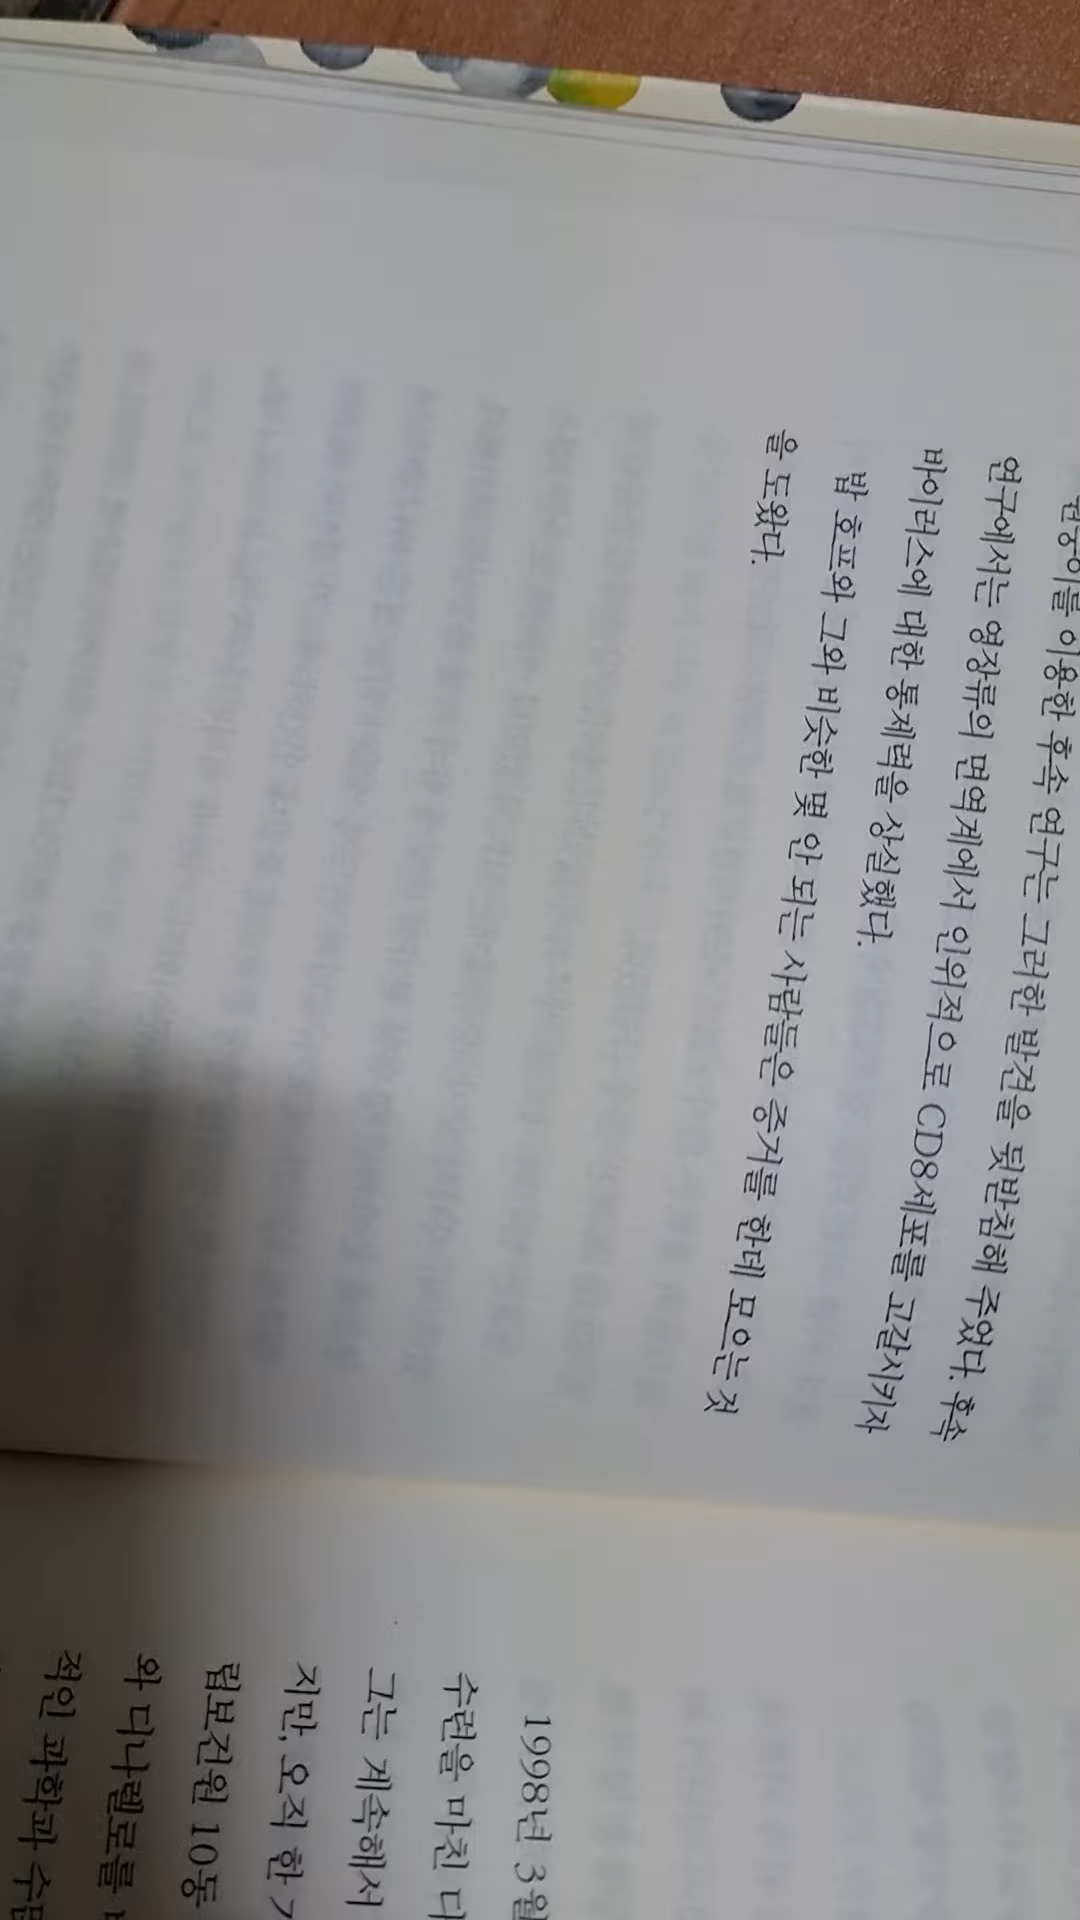 이용한 후속 연구는 그러한 발견을 뒷받침해 주었다. 후속
연구에서는 영장류의 면역계에서 인위적으로 CD8세포를 고갈시키자
바이러스에 대한 통제력을 상실했다.
밥 호프와 그와 비슷한 몇 안 되는 사람들은 증거를 한데 모으는 것
을 도왔다.
1998년 3월
수련을 마친 디
그는 계속해서
지만, 오직 한
림보건원 10동
와 디나렐로를
적인 과학과 수